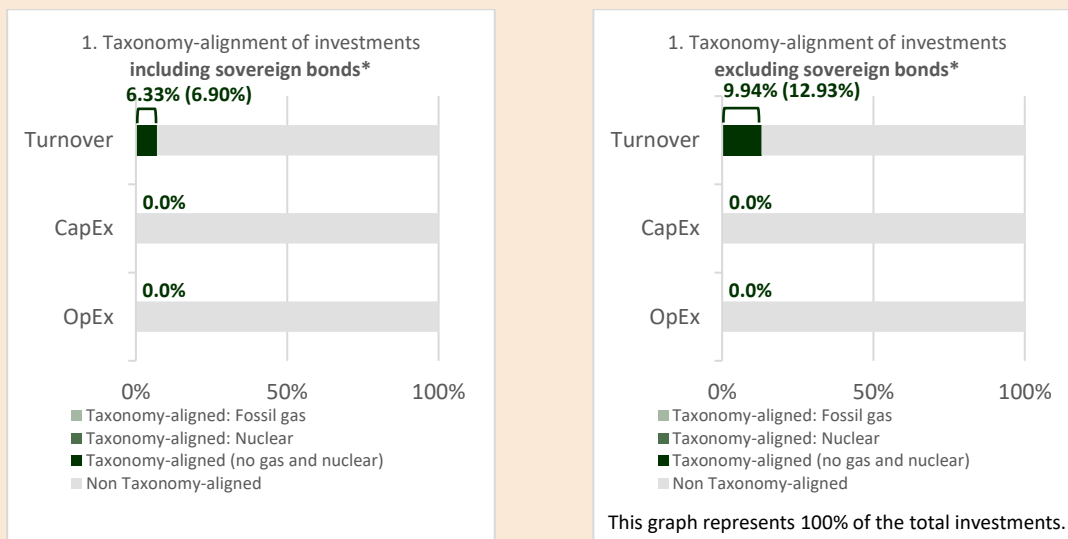 1. Taxonomy-alignment of investments
including sovereign bonds*
6.33% (6.90%)
Turnover
0.0%
CapEx
0.0%
OpEx
0% 50% 100%
Taxonomy-aligned: Fossil gas
Taxonomy-aligned: Nuclear
Taxonomy-aligned (no gas and nuclear)
Non Taxonomy-aligned
1. Taxonomy-alignment of investments
excluding sovereign bonds*
9.94% (12.93%)
Turnover
0.0%
CapEx
0.0%
OpEx
0% 50% 100%
Taxonomy-aligned: Fossil gas
Taxonomy-aligned: Nuclear
Taxonomy-aligned (no gas and nuclear)
Non Taxonomy-aligned
This graph represents 100% of the total investments.